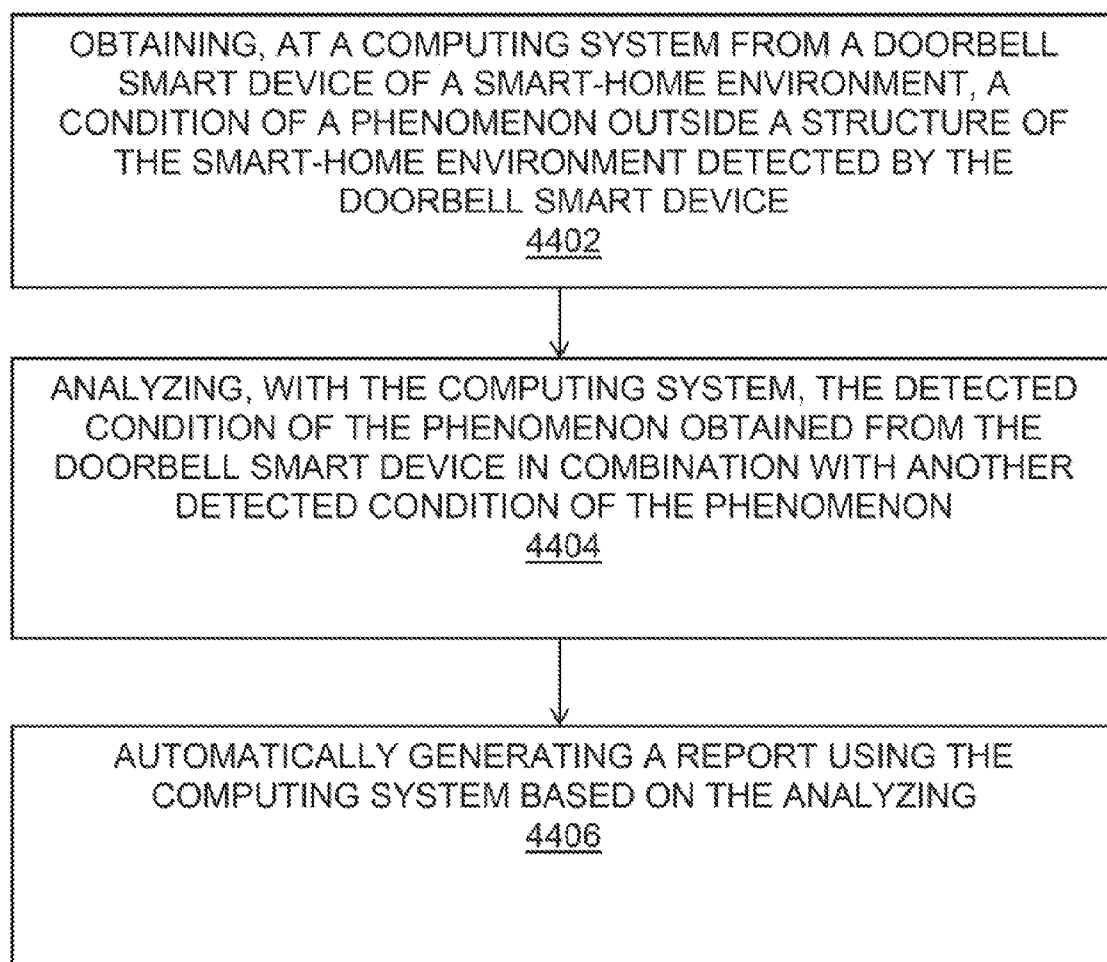 OBTAINING, AT A COMPUTING SYSTEM FROM A DOORBELL
SMART DEVICE OF A SMART-HOME ENVIRONMENT, A
CONDITION OF A PHENOMENON OUTSIDE A STRUCTURE OF
THE SMART-HOME ENVIRONMENT DETECTED BY THE
DOORBELL SMART DEVICE
4402
ANALYZING, WITH THE COMPUTING SYSTEM, THE DETECTED
CONDITION OF THE PHENOMENON OBTAINED FROM THE
DOORBELL SMART DEVICE IN COMBINATION WITH ANOTHER
DETECTED CONDITION OF THE PHENOMENON
4404
AUTOMATICALLY GENERATING A REPORT USING THE
COMPUTING SYSTEM BASED ON THE ANALYZING
4406